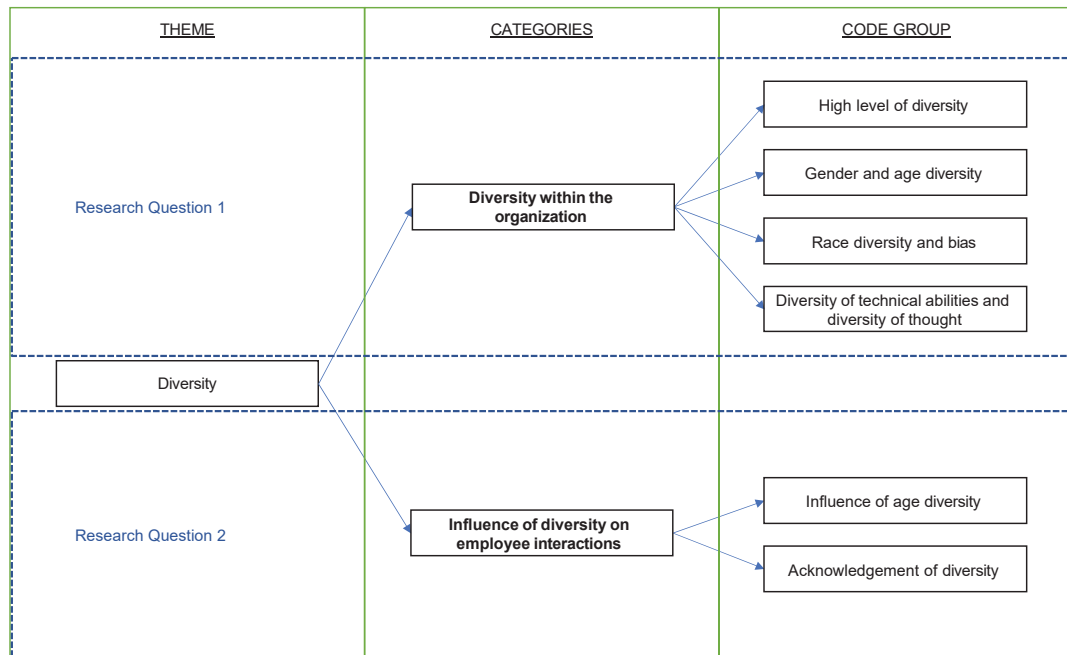 THEME
CATEGORIES
CODE GROUP
High level of diversity
Gender and age diversity
Research Question 1
Diversity within the
organization
Race diversity and bias
Diversity of technical abilities and
diversity of thought
Diversity
Research Question 2
Influence of diversity on
employee interactions
Influence of age diversity
Acknowledgement of diversity